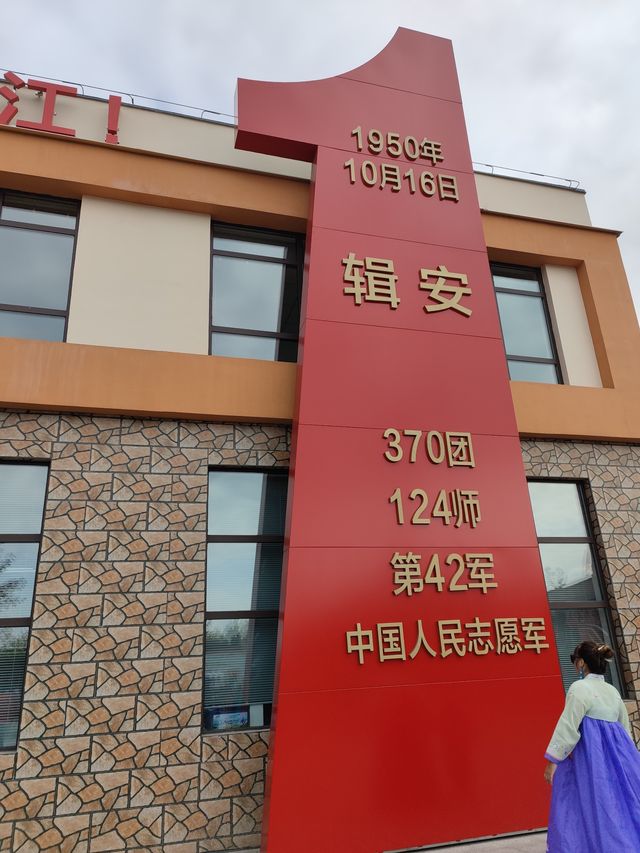 江！
1950年
10月16日
辑安
370团
124师
第42军
中国人民志愿军